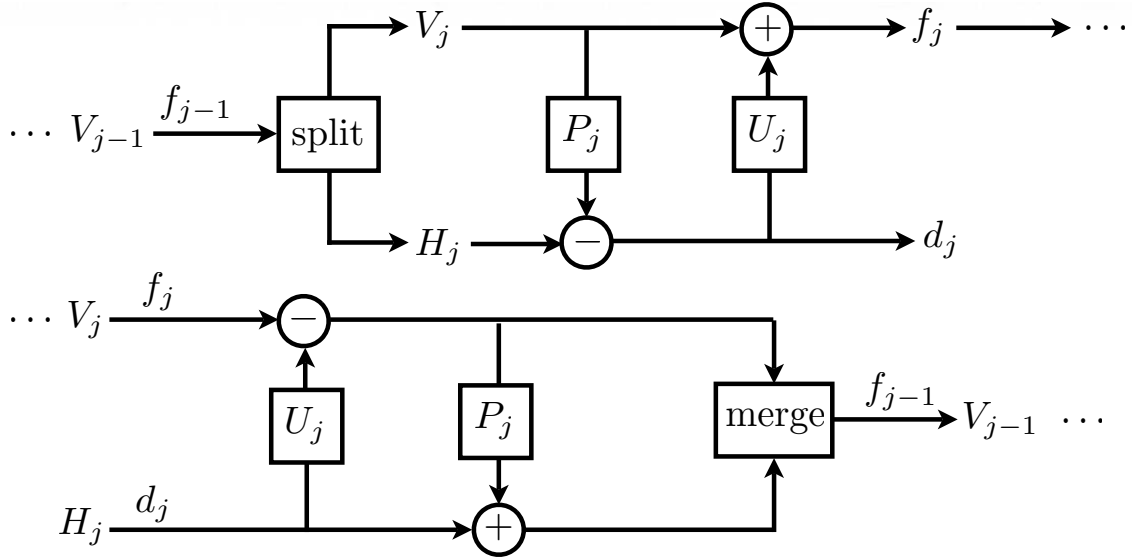 V_j + f_j ⋯
⋯ V_{j−1} f_{j−1} split P_j U_j
H_j − d_j
⋯ V_j f_j −
U_j P_j merge f_{j−1} V_{j−1} ⋯
H_j d_j +